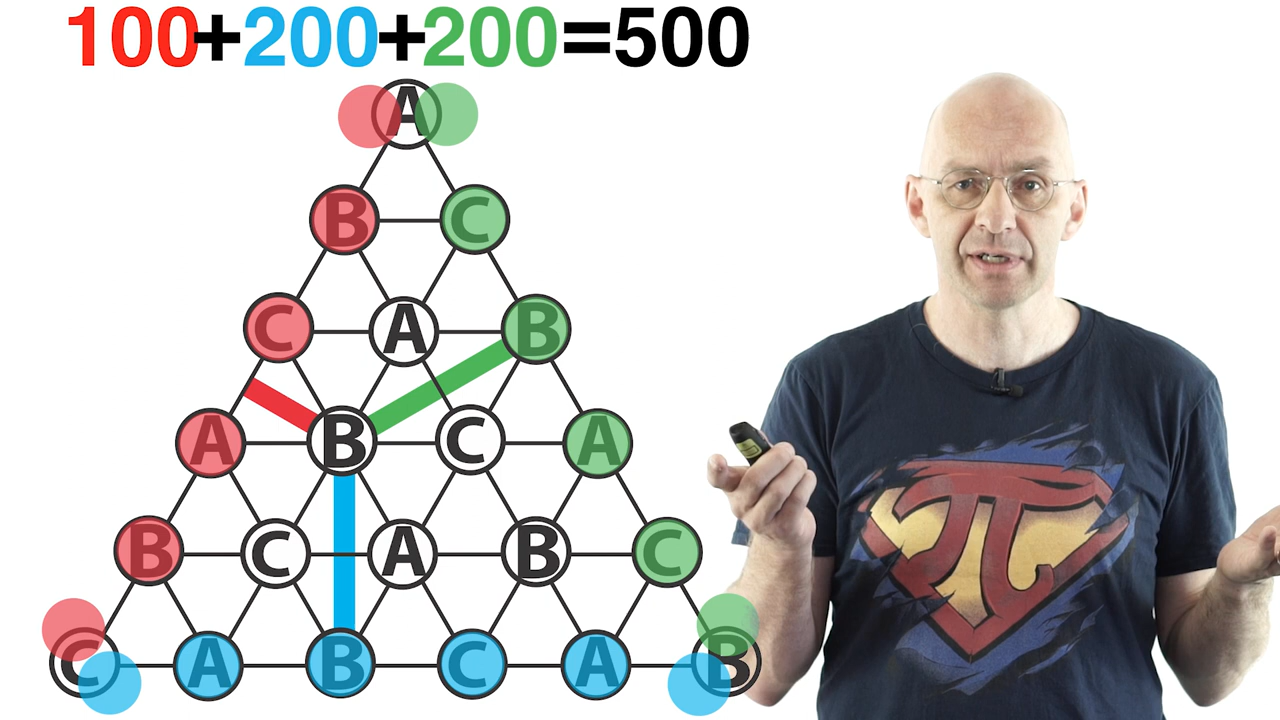 100+200+200=500
A
B C
C A B
A B C A
B C A B C
C A B C A B
π